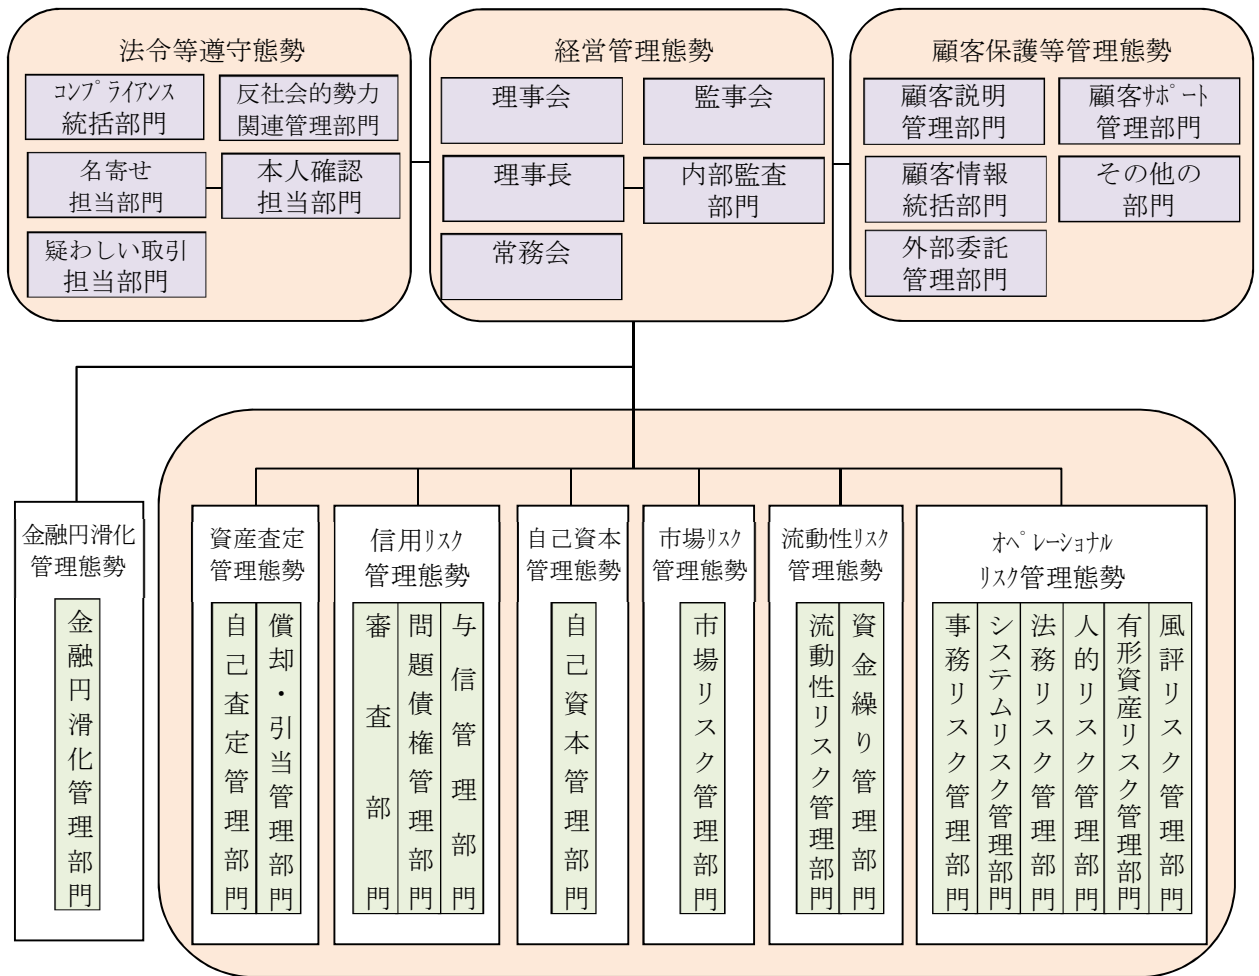 法令等遵守態勢
コンプライアンス
統括部門
反社会的勢力
関連管理部門
名寄せ
担当部門
本人確認
担当部門
疑わしい取引
担当部門
経営管理態勢
理事会
監事会
理事長
内部監査
部門
常務会
顧客保護等管理態勢
顧客説明
管理部門
顧客サポート
管理部門
顧客情報
統括部門
その他の
部門
外部委託
管理部門
金融円滑化
管理態勢
金融円滑化管理部門
資産査定
管理態勢
自己査定管理部門
償却・引当管理部門
信用リスク
管理態勢
審査部門
問題債権管理部門
与信管理部門
自己資本
管理態勢
自己資本管理部門
市場リスク
管理態勢
市場リスク管理部門
流動性リスク
管理態勢
流動性リスク管理部門
資金繰り管理部門
オペレーショナル
リスク管理態勢
事務リスク管理部門
システムリスク管理部門
法務リスク管理部門
人的リスク管理部門
有形資産リスク管理部門
風評リスク管理部門